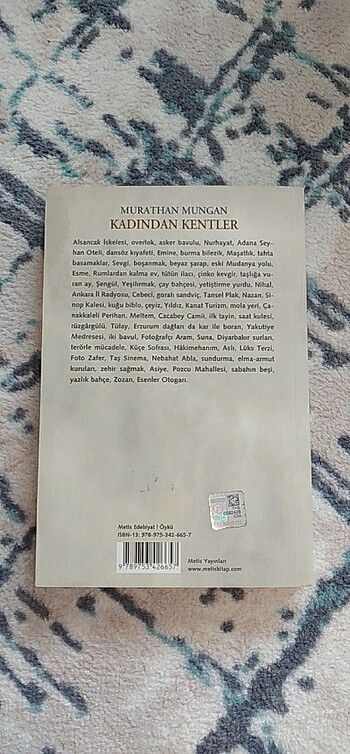 MURATHAN MUNGAN
KADINDAN KENTLER
Alsancak İskelesi, overlok, asker bavulu, Nurhayat, Adana Sey-
han Oteli, dansöz kıyafeti, Emine, burma bilezik, Maşatlık, tahta
basamaklar, Sevgi, boşanmak, beyaz şarap, eski Mudanya yolu,
Esme, Rumlardan kalma ev, tütün ilacı, çinko kevgir, taşlığa vu-
ran ay, Şengül, Yeşilırmak, çay bahçesi, yetiştirme yurdu, Nihal,
Ankara İl Radyosu, Cebeci, goralı sandviç, Tansel Plak, Nazan, Si-
nop Kalesi, kuğu biblo, çeyiz, Yıldız, Kanat Turizm, mola yeri, Ça-
nakkaleli Perihan, Meltem, Cacabey Camii, ilk tayin, saat kulesi,
rüzgârgülü, Tülay, Erzurum dağları da kar ile boran, Yakutiye
Medresesi, iki bavul, Fotoğrafçı Aram, Suna, Diyarbakır surları,
terörle mücadele, Küçe Sofrası, Hâkimehanım, Aslı, Lüks Terzi,
Foto Zafer, Taş Sinema, Nebahat Abla, sundurma, elma-armut
kuruları, zehir sağmak, Asiye, Pozcu Mahallesi, sabahın beşi,
yazlık bahçe, Zozan, Esenler Otogarı.
Metis Edebiyat | Öykü
ISBN-13: 978-975-342-665-7
9 789753 426657
Metis Yayınları
www.metiskitap.com